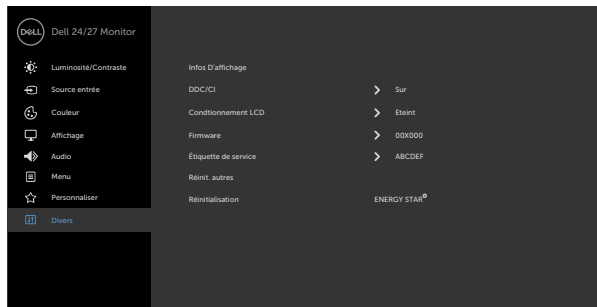 DELL Dell 24/27 Monitor
Luminosité/Contraste
Source entrée
Couleur
Affichage
Audio
Menu
Personnaliser
Divers
Infos D'affichage
DDC/CI Sur
Condtionnement LCD Eteint
Firmware 00X000
Étiquette de service ABCDEF
Réinit. autres
Réinitialisation ENERGY STAR